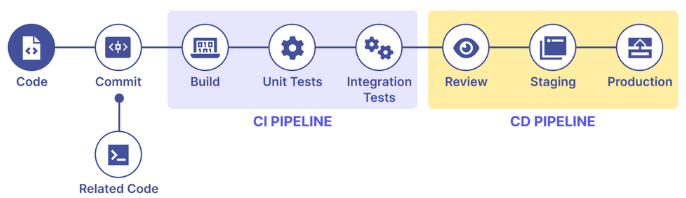 Code
Commit
Build
Unit Tests
Integration
Tests
Review
Staging
Production
CI PIPELINE
CD PIPELINE
Related Code